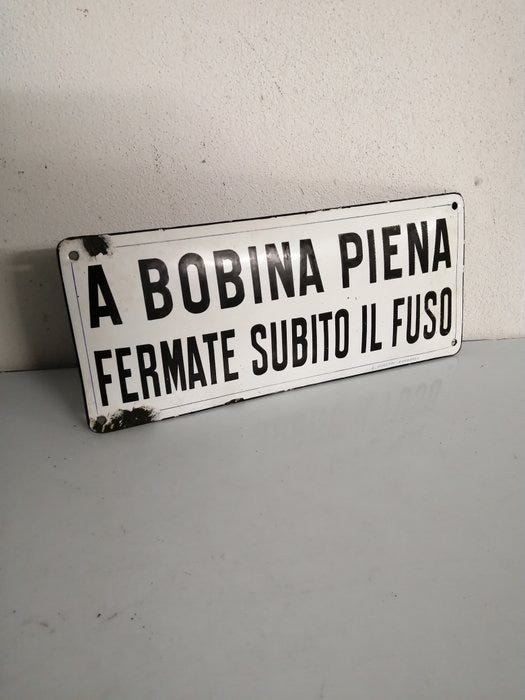 A BOBINA PIENA
FERMATE SUBITO IL FUSO